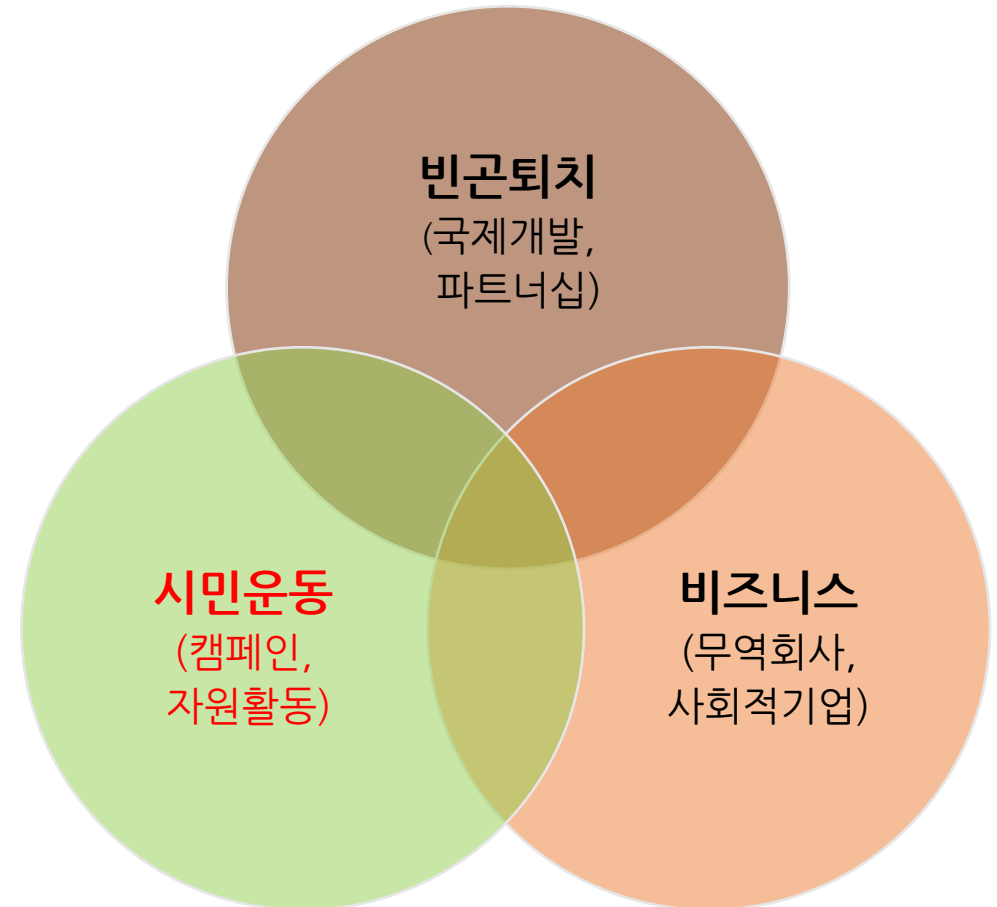 빈곤퇴치
(국제개발,
파트너십)
시민운동
(캠페인,
자원활동)
비즈니스
(무역회사,
사회적기업)